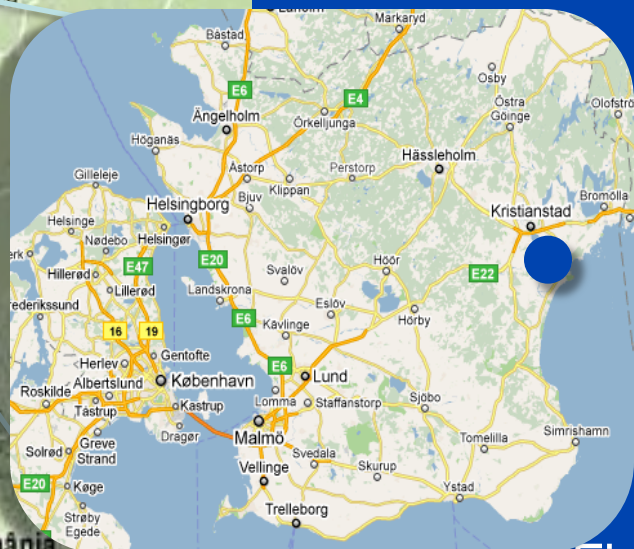 Markaryd
Båstad
Osby
E6
E4
Östra
Göinge
Olofströ
Ängelholm
Örkelljunga
Höganäs
Hässleholm
Åstorp
Perstorp
Gilleleje
Klippan
Bromölla
Bjuv
Helsingborg
Kristianstad
Helsinge
Nødebo
Helsingør
E20
Höör
E22
Hillerød
E47
Svalöv
Lillerød
Landskrona
Eslöv
Hörby
rederikssund
16
19
E6
Kävlinge
Gentofte
Herlev
E6
Lund
Albertslund
København
Roskilde
Lomma
Staffanstorp
Sjöbo
Tåstrup
Kastrup
Malmö
Dragør
Tomelilla
Simrishamn
Greve
Strand
Solrød
Svedala
Vellinge
Skurup
E20
Køge
Ystad
Trelleborg
Strøby
Egede